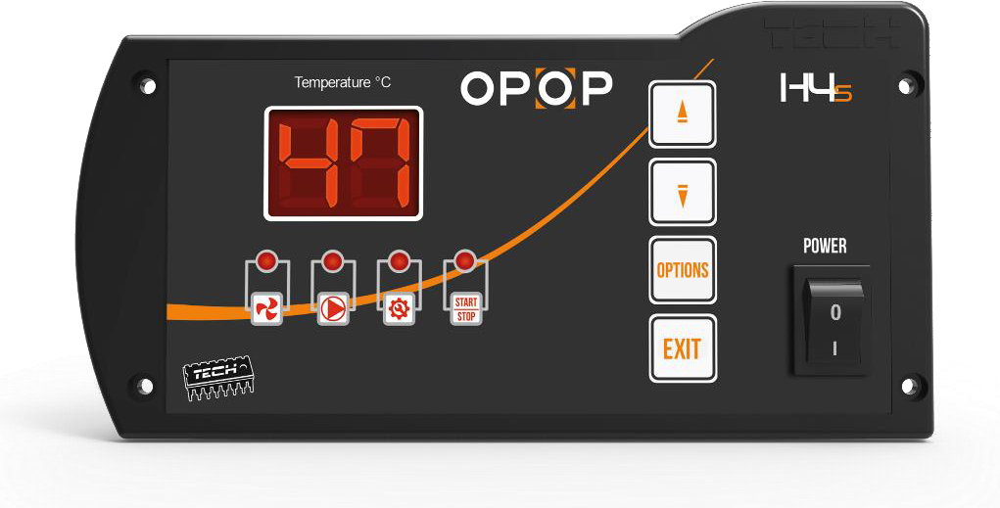 TECH
Temperature °C
OPOP
H4s
47
OPTIONS
EXIT
POWER
0
I
START
STOP
TECH